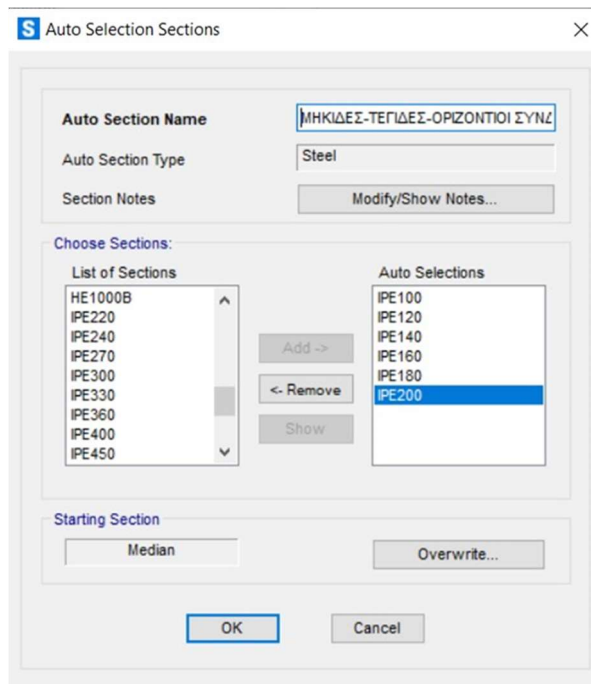 S Auto Selection Sections
Auto Section Name ΜΗΚΙΔΕΣ-ΤΕΓΙΔΕΣ-ΟΡΙΖΟΝΤΙΟΙ ΣΥΝΔ
Auto Section Type Steel
Section Notes Modify/Show Notes...
Choose Sections:
List of Sections
HE1000B
IPE220
IPE240
IPE270
IPE300
IPE330
IPE360
IPE400
IPE450
Add ->
<- Remove
Show
Auto Selections
IPE100
IPE120
IPE140
IPE160
IPE180
IPE200
Starting Section
Median Overwrite...
OK Cancel